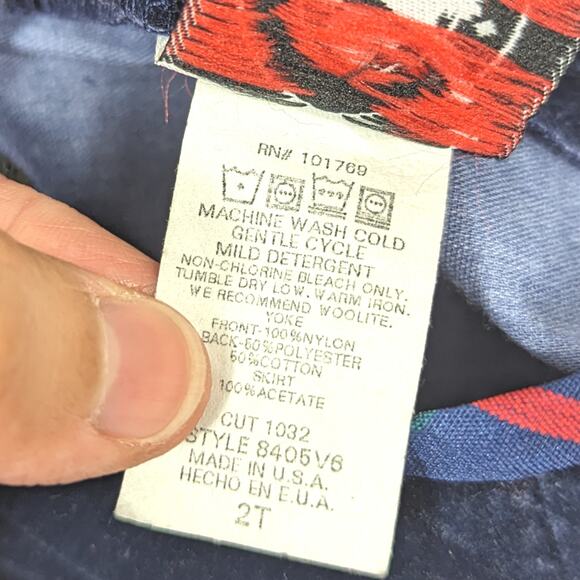 RN# 101769
MACHINE WASH COLD
GENTLE CYCLE
MILD DETERGENT
NON-CHLORINE BLEACH ONLY.
TUMBLE DRY LOW. WARM IRON.
WE RECOMMEND WOOLITE.
YOKE
FRONT-100%NYLON
BACK-50%POLYESTER
50%COTTON
SKIRT
100%ACETATE
CUT 1032
STYLE 8405V6
MADE IN U.S.A.
HECHO EN E.U.A.
2T